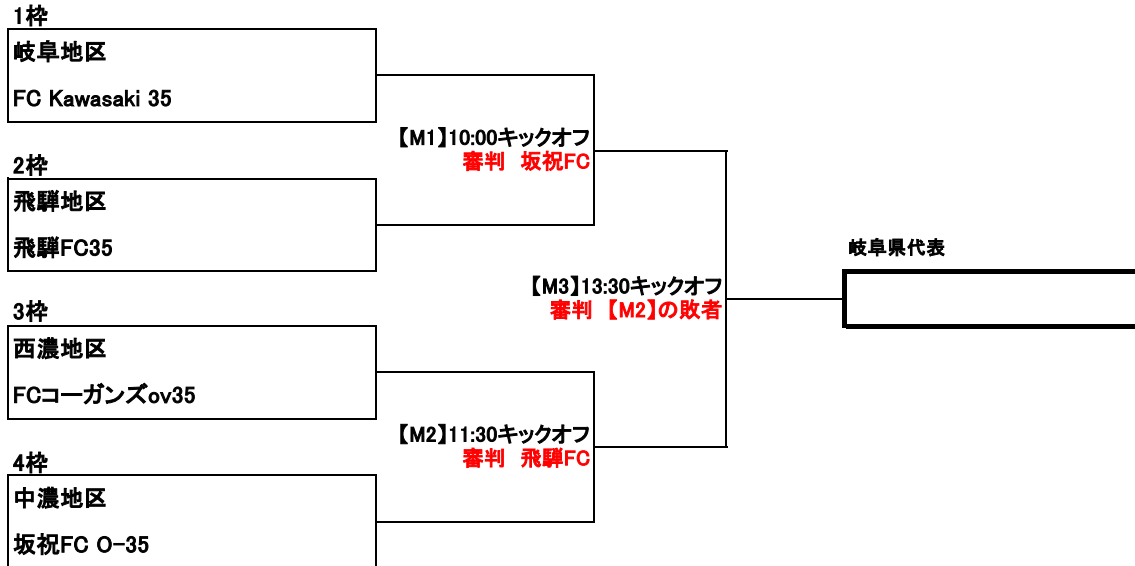 1枠
岐阜地区
FC Kawasaki 35
【M1】10:00キックオフ
審判　坂祝FC
2枠
飛騨地区
飛騨FC35
岐阜県代表
【M3】13:30キックオフ
審判　【M2】の敗者
3枠
西濃地区
FCコーガンズov35
【M2】11:30キックオフ
審判　飛騨FC
4枠
中濃地区
坂祝FC O-35